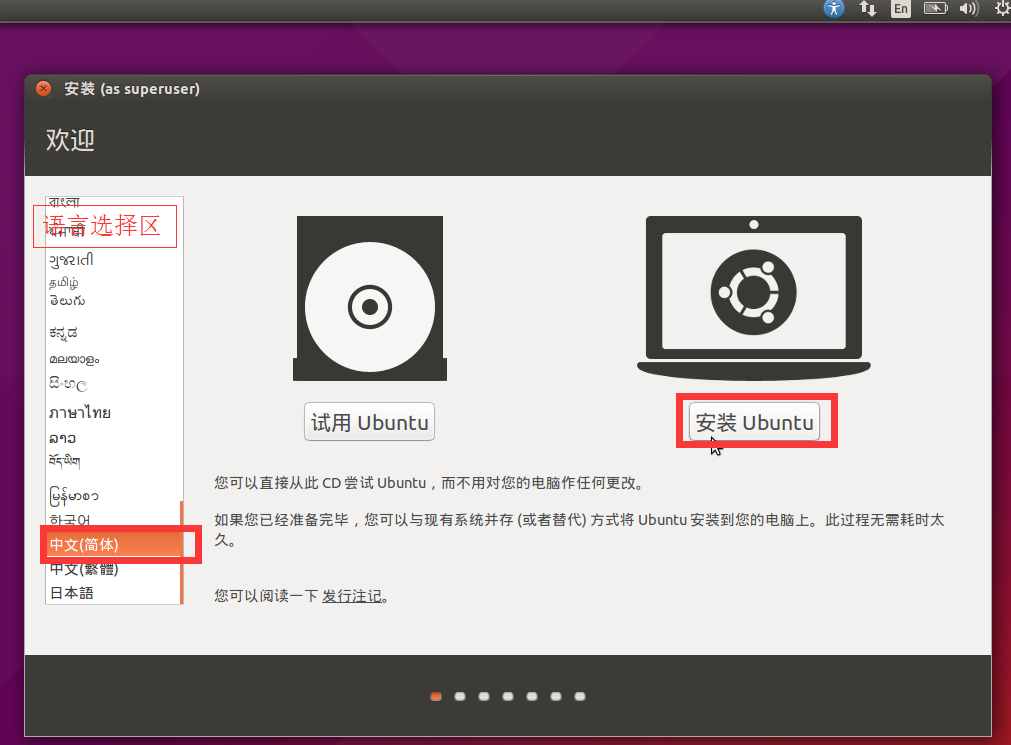 En
安装 (as superuser)
欢迎
বাংলা
语言选择区
ગુજરાતી
தமிழ்
తెలుగు
ಕನ್ನಡ
മലയാളം
සිංහල
ภาษาไทย
ລາວ
བོད་ཡིག
မြန်မာစာ
한국어
中文(简体)
中文(繁體)
日本語
试用 Ubuntu
安装 Ubuntu
您可以直接从此 CD 尝试 Ubuntu，而不用对您的电脑作任何更改。
如果您已经准备完毕，您可以与现有系统并存 (或者替代) 方式将 Ubuntu 安装到您的电脑上。此过程无需耗时太
久。
您可以阅读一下 发行注记。